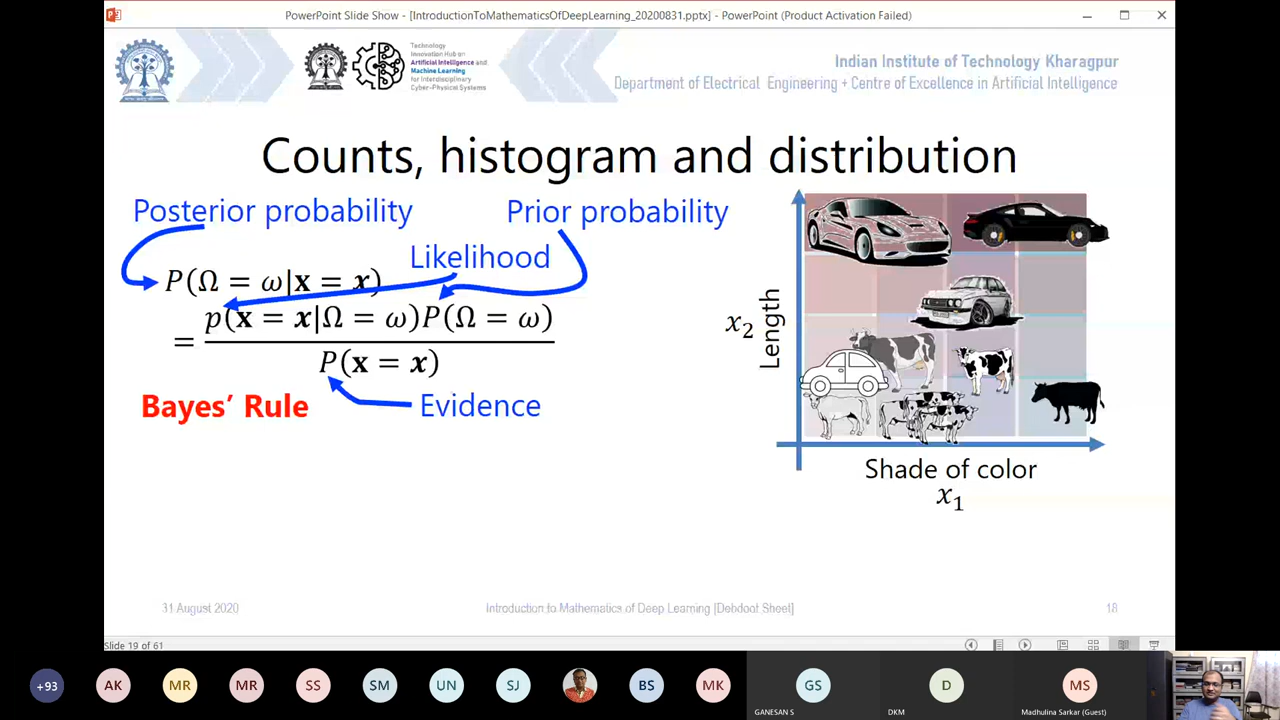 PowerPoint Slide Show - [IntroductionToMathematicsOfDeepLearning_20200831.pptx] - PowerPoint (Product Activation Failed)
Technology
Innovation Hub on
Artificial Intelligence and
Machine Learning
for Interdisciplinary
Cyber-Physical Systems
Indian Institute of Technology Kharagpur
Department of Electrical Engineering + Centre of Excellence in Artificial Intelligence
Counts, histogram and distribution
Posterior probability
Prior probability
Likelihood
P(Ω = ω|x = x)
= p(x = x|Ω = ω)P(Ω = ω)
P(x = x)
Bayes’ Rule
Evidence
x₂
Length
Shade of color
x₁
31 August 2020
Introduction to Mathematics of Deep Learning [Debdoot Sheet]
18
Slide 19 of 61
+93
AK
MR
MR
SS
SM
UN
SJ
BS
MK
GS
D
MS
GANESAN S
DKM
Madhulina Sarkar (Guest)